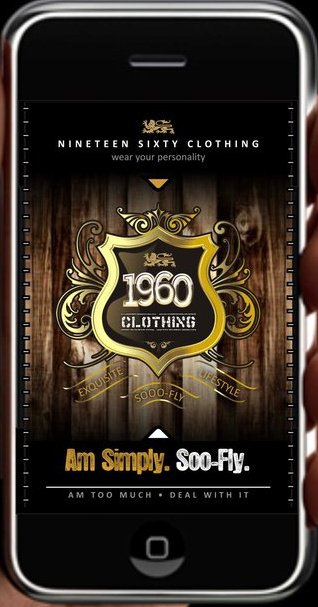 NINETEEN SIXTY CLOTHING
wear your personality
1960
CLOTHING
EXQUISITE
SOOO-FLY
LIFESTYLE
Am Simply. Soo-Fly.
AM TOO MUCH • DEAL WITH IT